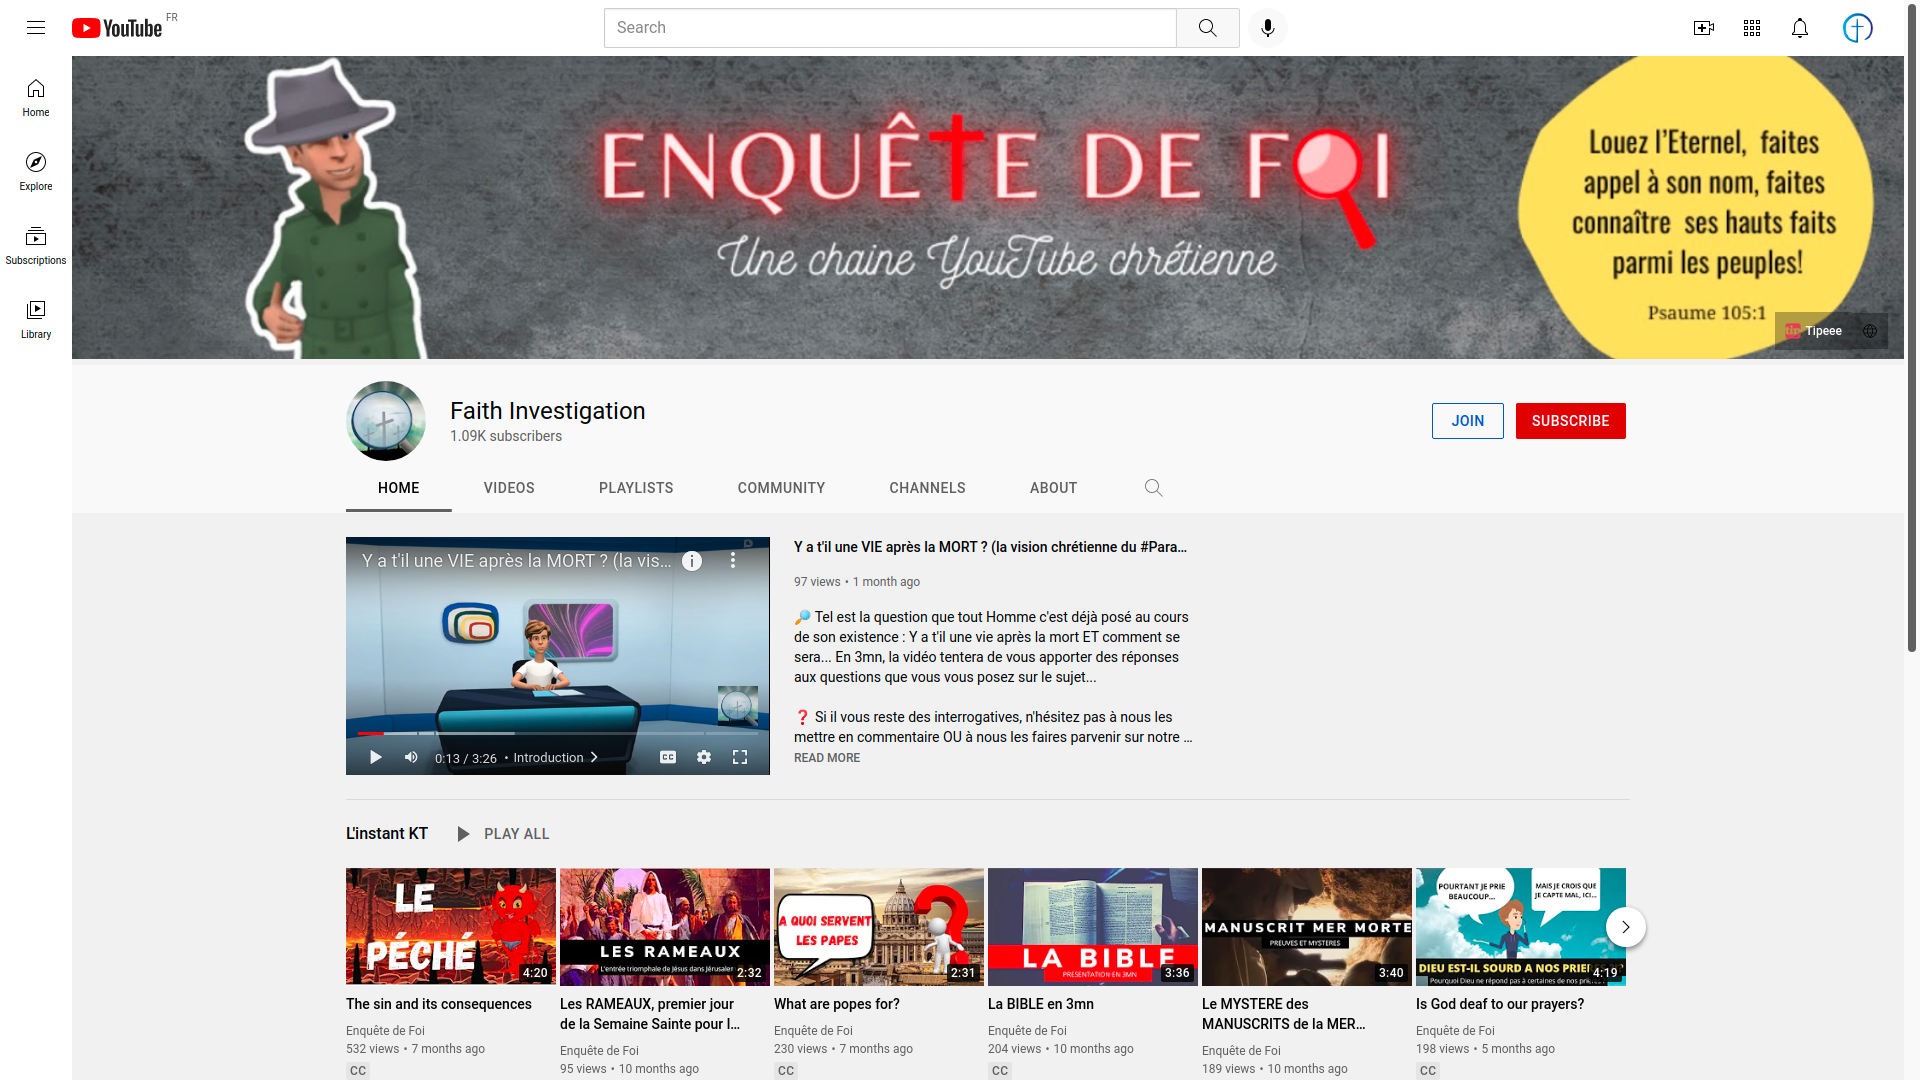 YouTube FR
Search
Home
Explore
Subscriptions
Library
ENQUÊTE DE FOI
Une chaine YouTube chrétienne
Louez l'Eternel, faites
appel à son nom, faites
connaître ses hauts faits
parmi les peuples!
Psaume 105:1
Tipeee
Faith Investigation
1.09K subscribers
JOIN
SUBSCRIBE
HOME VIDEOS PLAYLISTS COMMUNITY CHANNELS ABOUT
Y a t'il une VIE après la MORT ? (la vis...
0:13 / 3:26 • Introduction
CC
Y a t'il une VIE après la MORT ? (la vision chrétienne du #Para...
97 views • 1 month ago
🔎 Tel est la question que tout Homme c'est déjà posé au cours
de son existence : Y a t'il une vie après la mort ET comment se
sera... En 3mn, la vidéo tentera de vous apporter des réponses
aux questions que vous vous posez sur le sujet...
❓ Si il vous reste des interrogatives, n'hésitez pas à nous les
mettre en commentaire OU à nous les faires parvenir sur notre ...
READ MORE
L'instant KT
PLAY ALL
LE
PÉCHÉ
4:20
The sin and its consequences
Enquête de Foi
532 views • 7 months ago
CC
LES RAMEAUX
L'entrée triomphale de Jésus dans Jérusalem
2:32
Les RAMEAUX, premier jour
de la Semaine Sainte pour l...
Enquête de Foi
95 views • 10 months ago
A QUOI SERVENT
LES PAPES
2:31
What are popes for?
Enquête de Foi
230 views • 7 months ago
CC
LA BIBLE
PRESENTATION EN 3MN
3:36
La BIBLE en 3mn
Enquête de Foi
204 views • 10 months ago
CC
MANUSCRIT MER MORTE
PREUVES ET MYSTERES
3:40
Le MYSTERE des
MANUSCRITS de la MER...
Enquête de Foi
189 views • 10 months ago
POURTANT JE PRIE
BEAUCOUP...
MAIS JE CROIS QUE
JE CAPTE MAL, ICI...
DIEU EST-IL SOURD A NOS PRIE
Pourquoi Dieu ne répond pas à certaines de nos
4:19
Is God deaf to our prayers?
Enquête de Foi
198 views • 5 months ago
CC